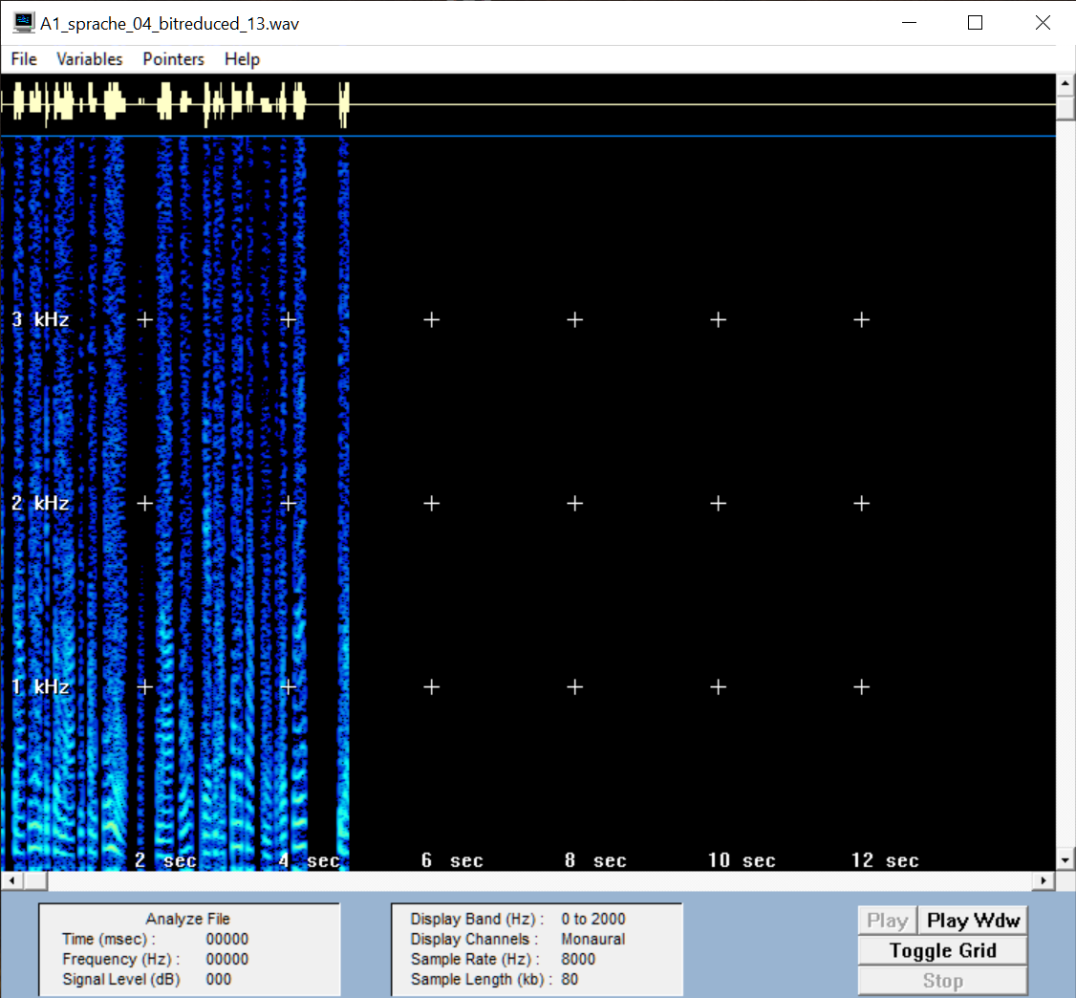 A1_sprache_04_bitreduced_13.wav
File Variables Pointers Help
3 kHz
2 kHz
1 kHz
2 sec 4 sec 6 sec 8 sec 10 sec 12 sec
Analyze File
Time (msec) : 00000
Frequency (Hz) : 00000
Signal Level (dB) 000
Display Band (Hz) : 0 to 2000
Display Channels : Monaural
Sample Rate (Hz) : 8000
Sample Length (kb) : 80
Play Play Wdw
Toggle Grid
Stop